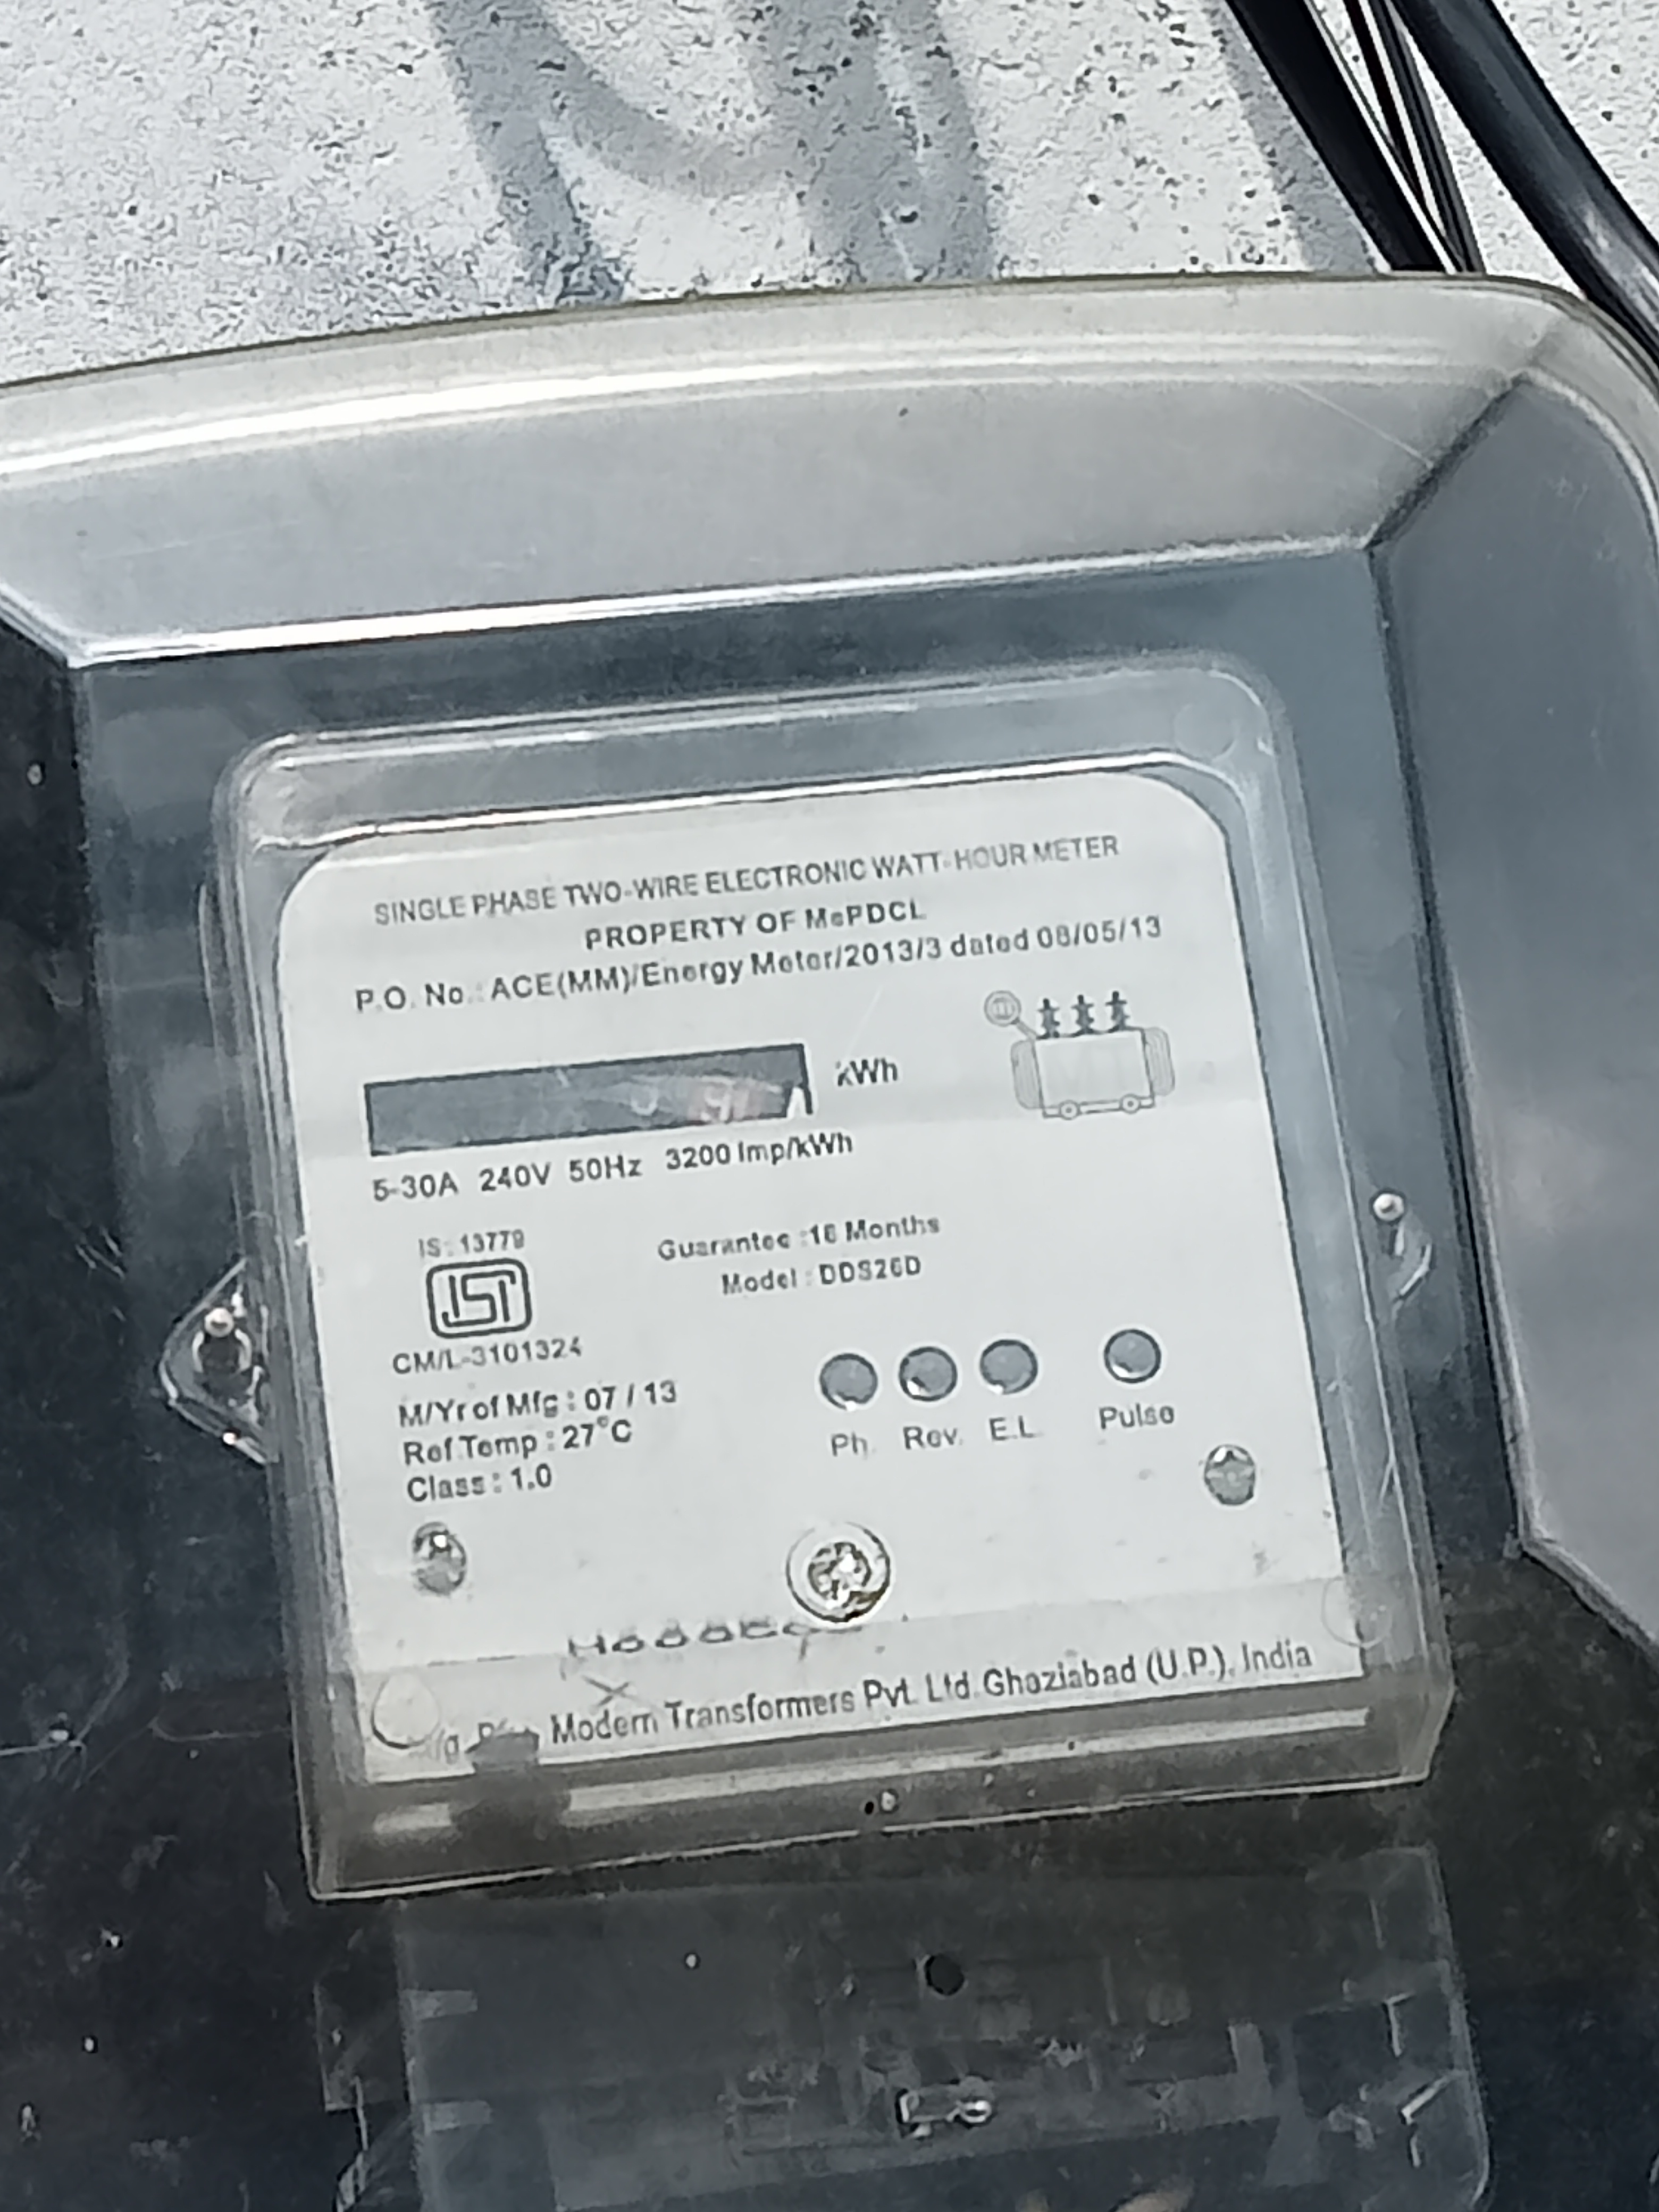 SINGLE PHASE TWO-WIRE ELECTRONIC WATT-HOUR METER
PROPERTY OF MePDCL
P.O. No.: ACE(MM)/Energy Meter/2013/3 dated 08/05/13
kWh
5-30A 240V 50Hz 3200 Imp/kWh
IS: 13779
Guarantee :18 Months
Model : DDS26D
ISI
CM/L-3101324
M/Yr of Mfg : 07 / 13
Ref Temp : 27°C
Class : 1.0
Ph. Rev. E.L. Pulse
Modern Transformers Pvt. Ltd. Ghaziabad (U.P.), India